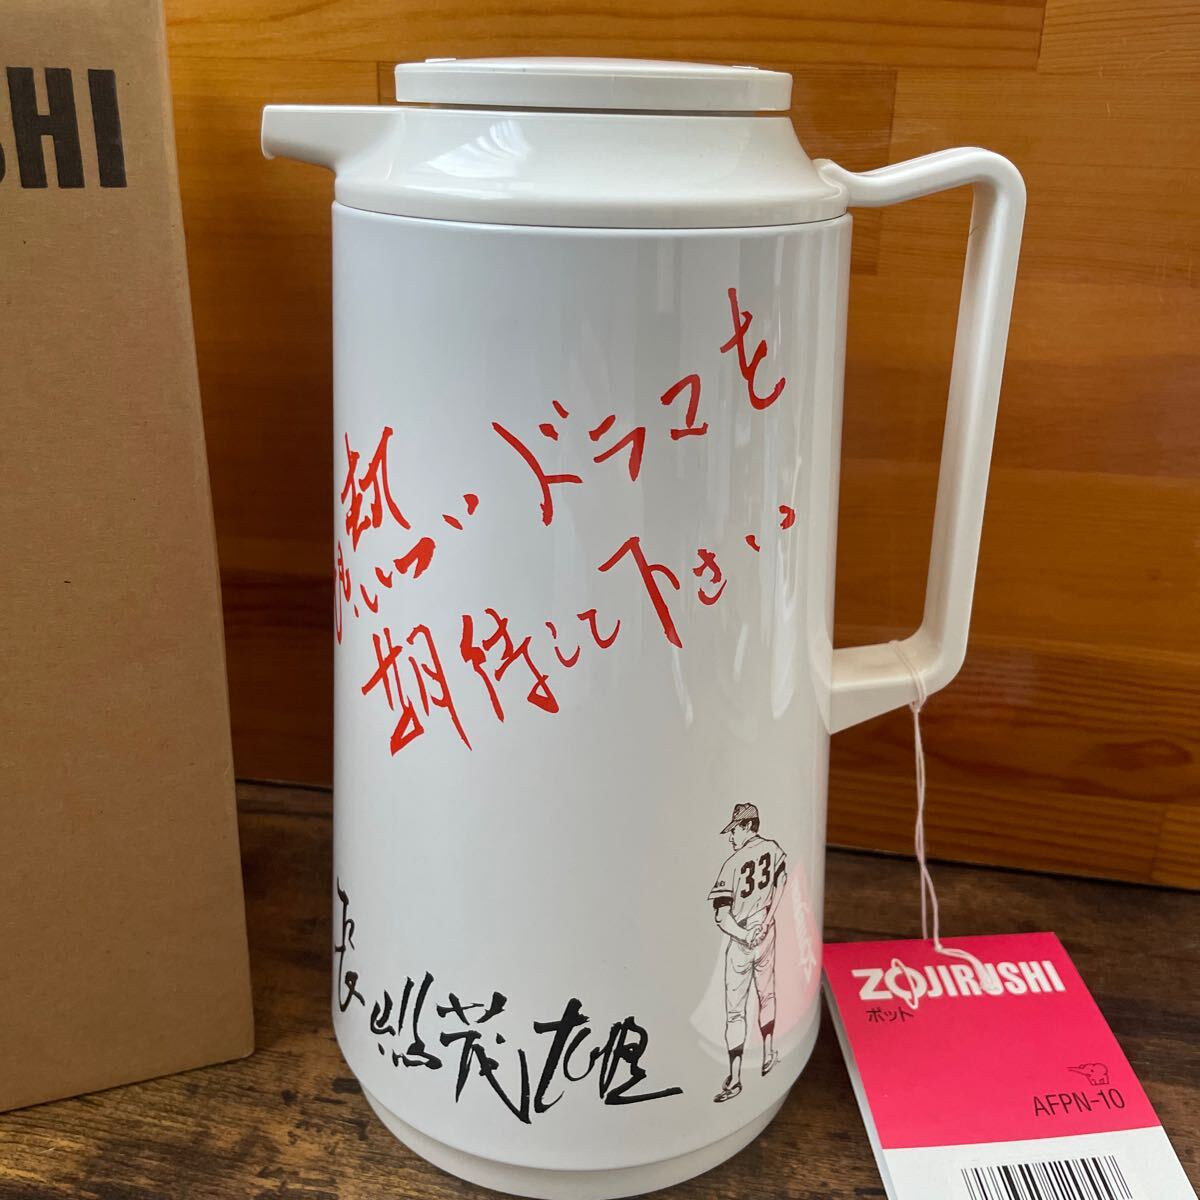 SHI
熱いドラマを
期待して下さい
長嶋茂雄
33
ZOJIRUSHI
ポット
AFPN-10